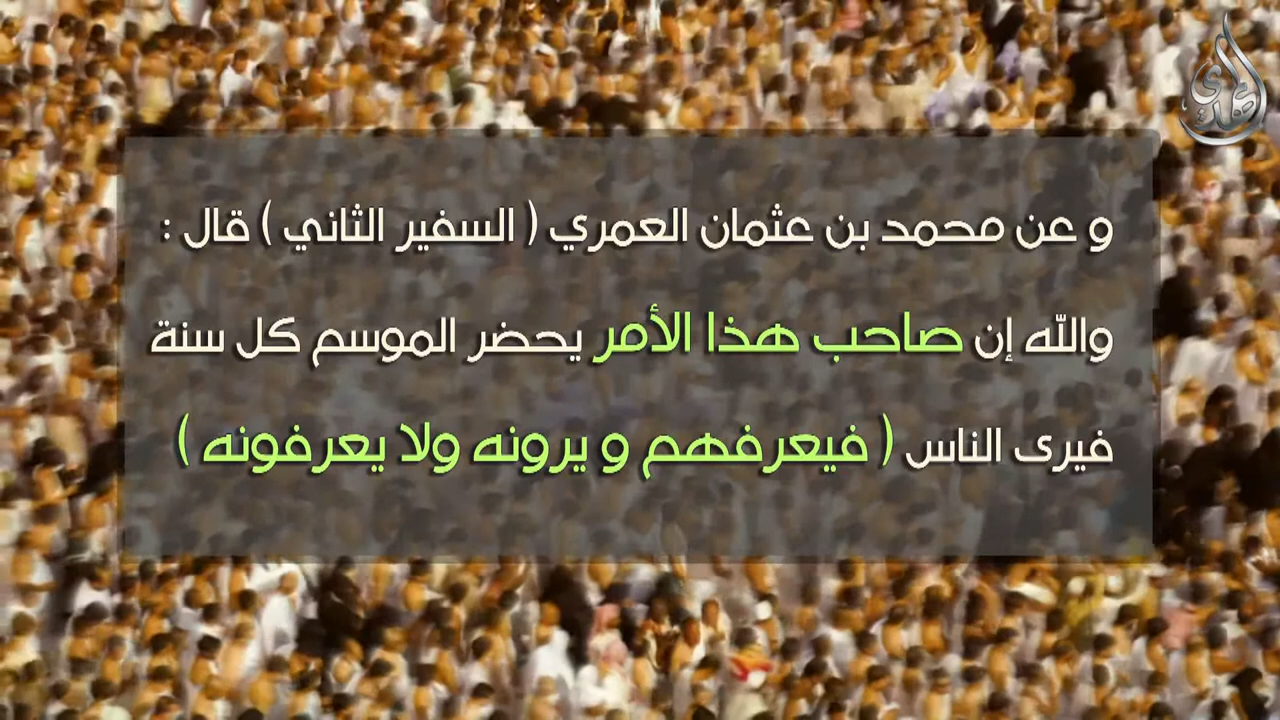 و عن محمد بن عثمان العمري ( السفير الثاني ) قال :
والله إن صاحب هذا الأمر يحضر الموسم كل سنة
فيرى الناس ( فيعرفهم و يرونه ولا يعرفونه )